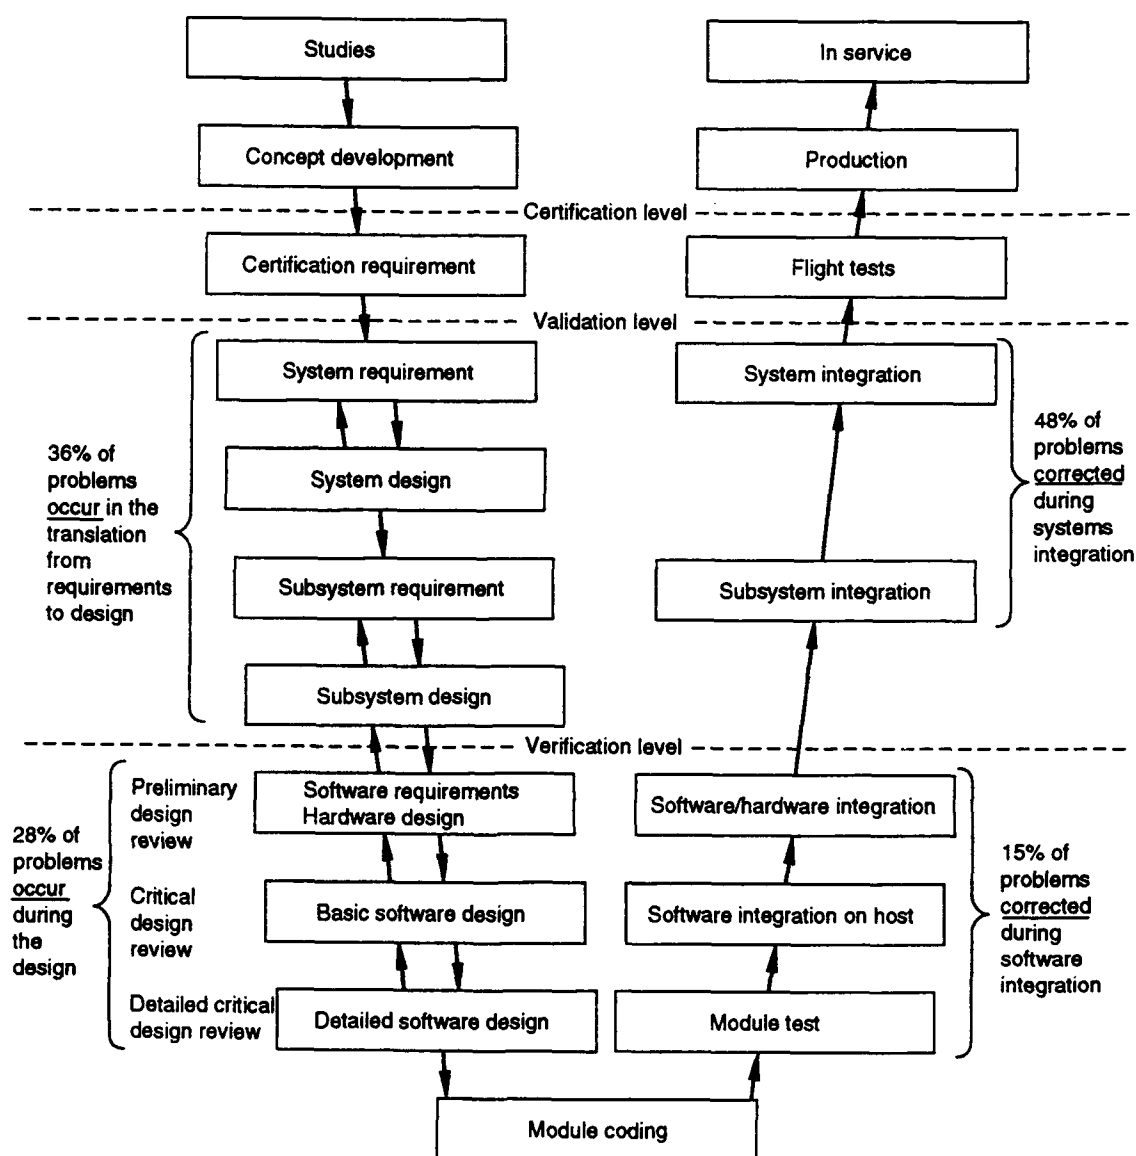 Studies
In service
Concept development
Production
Certification level
Certification requirement
Flight tests
Validation level
System requirement
System integration
36% of
problems
occur in the
translation
from
requirements
to design
48% of
problems
corrected
during
systems
integration
System design
Subsystem requirement
Subsystem integration
Subsystem design
Verification level
28% of
problems
occur
during
the
design
Preliminary
design
review
Software requirements
Hardware design
Software/hardware integration
Critical
design
review
Basic software design
Software integration on host
15% of
problems
corrected
during
software
integration
Detailed critical
design review
Detailed software design
Module test
Module coding